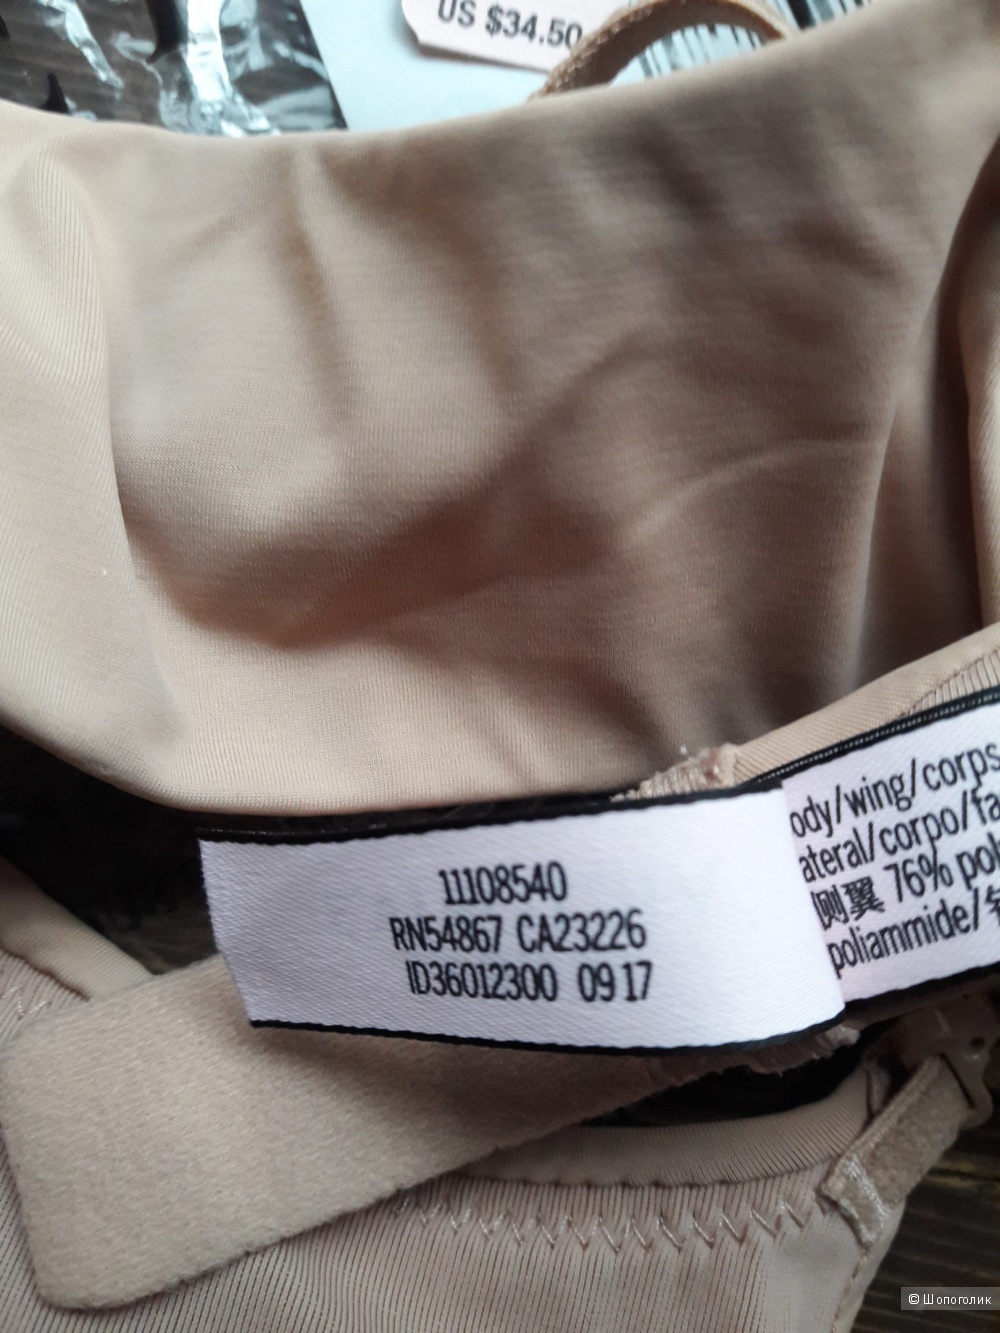 US $34.50
11108540
RN54867 CA23226
ID36012300 09 17
ody/wing/corps
ateral/corpo/fa
侧翼 76% pol
poliammide/
© Шопоголик